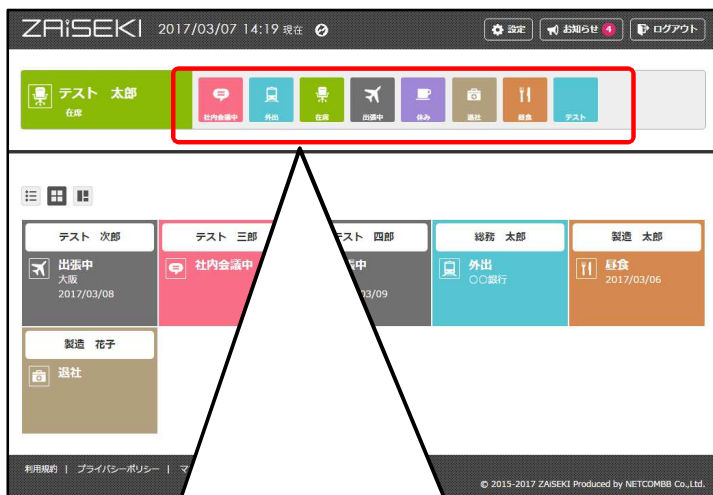 ZAiSEKI 2017/03/07 14:19 現在 設定 お知らせ 4 ログアウト
テスト 太郎
在席
社内会議中 外出 在席 出張中 休み 退社 昼食 テスト
テスト 次郎 テスト 三郎 テスト 四郎 総務 太郎 製造 太郎
出張中 社内会議中 張中 外出 昼食
大阪 ○○銀行 2017/03/06
2017/03/08 03/09
製造 花子
退社
利用規約 | プライバシーポリシー | マ
© 2015-2017 ZAiSEKI Produced by NETCOMBB Co.,Ltd.